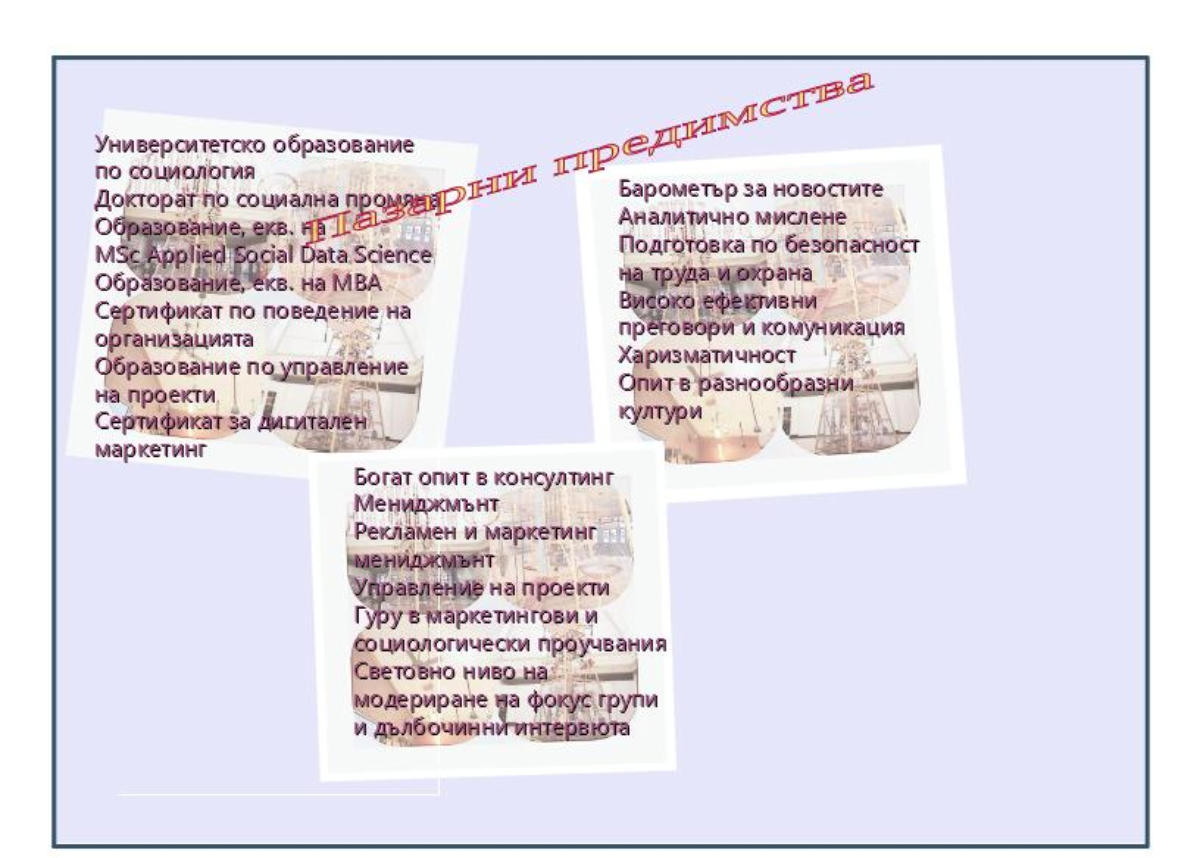 Пазарни предимства
Университетско образование
по социология
Докторат по социална промяна
Образование, екв. на
MSc Applied Social Data Science
Образование, екв. на MBA
Сертификат по поведение на
организацията
Образование по управление
на проекти
Сертификат за дигитален
маркетинг
Барометър за новостите
Аналитично мислене
Подготовка по безопасност
на труда и охрана
Високо ефективни
преговори и комуникация
Харизматичност
Опит в разнообразни
култури
Богат опит в консултинг
Мениджмънт
Рекламен и маркетинг
мениджмънт
Управление на проекти
Гуру в маркетингови и
социологически проучвания
Световно ниво на
модериране на фокус групи
и дълбочинни интервюта